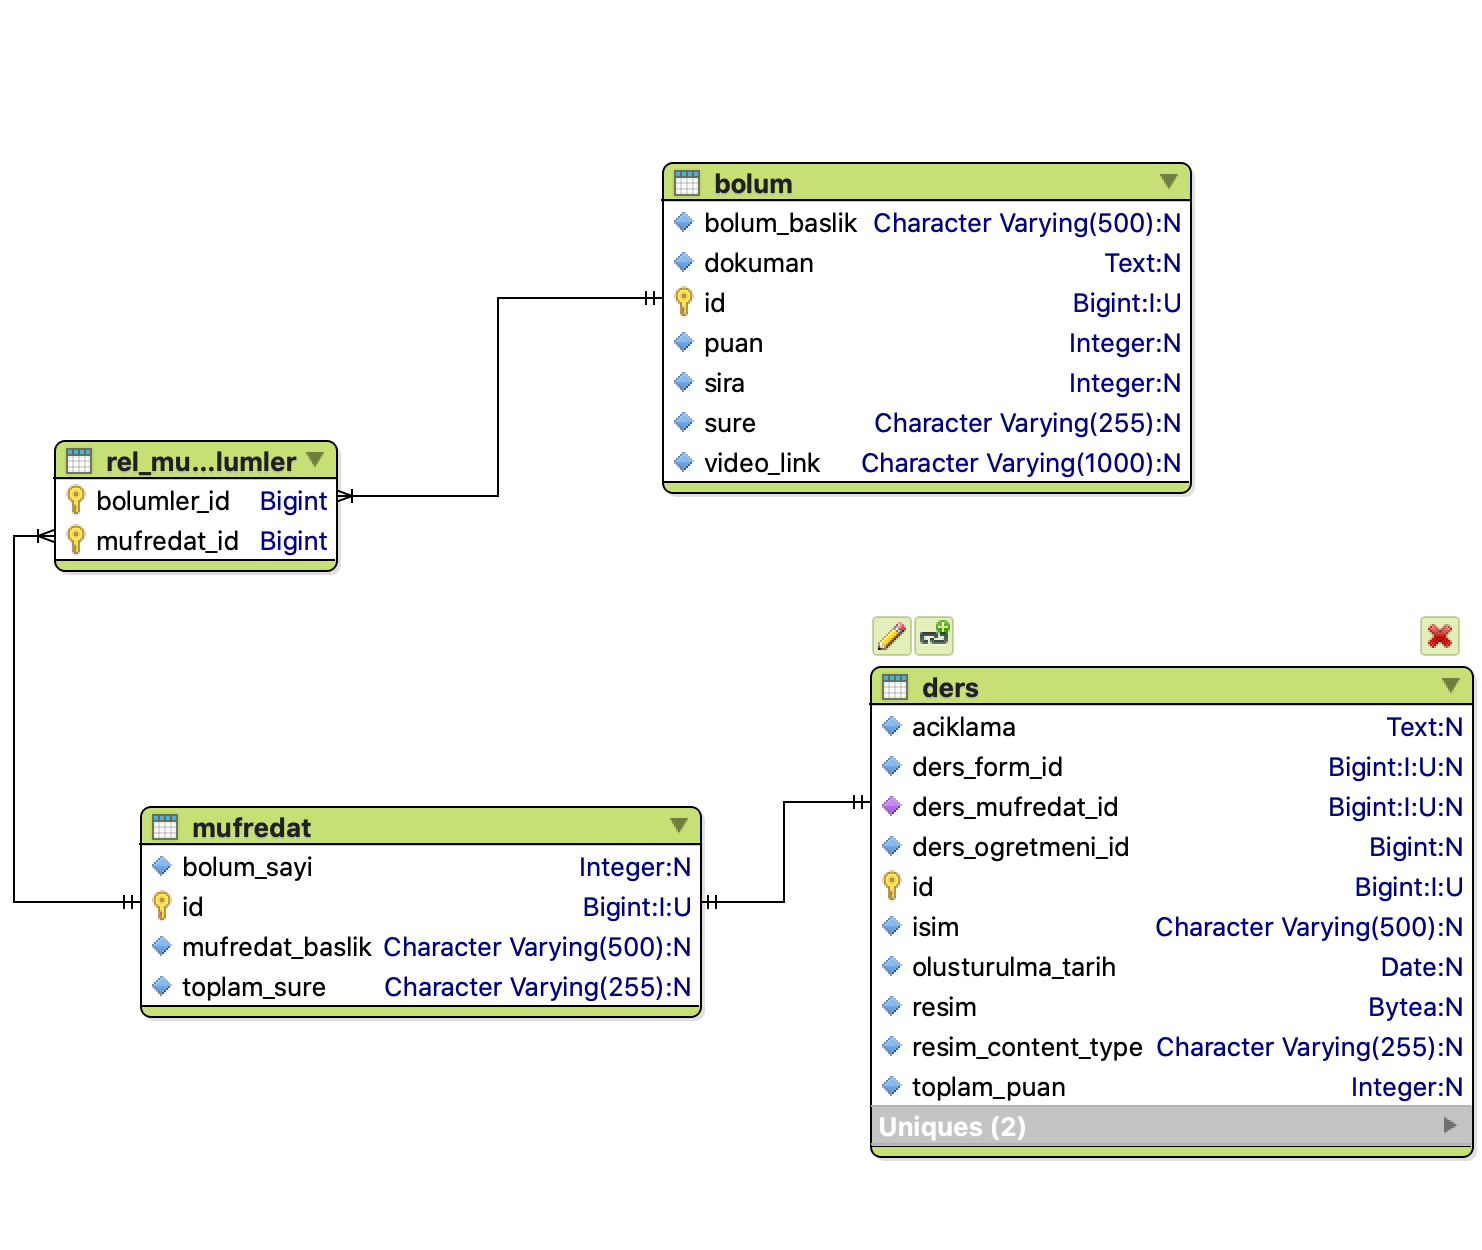 bolum
bolum_baslik Character Varying(500):N
dokuman Text:N
id Bigint:I:U
puan Integer:N
sira Integer:N
sure Character Varying(255):N
video_link Character Varying(1000):N
rel_mu...lumler
bolumler_id Bigint
mufredat_id Bigint
ders
aciklama Text:N
ders_form_id Bigint:I:U:N
ders_mufredat_id Bigint:I:U:N
ders_ogretmeni_id Bigint:N
id Bigint:I:U
isim Character Varying(500):N
olusturulma_tarih Date:N
resim Bytea:N
resim_content_type Character Varying(255):N
toplam_puan Integer:N
Uniques (2)
mufredat
bolum_sayi Integer:N
id Bigint:I:U
mufredat_baslik Character Varying(500):N
toplam_sure Character Varying(255):N